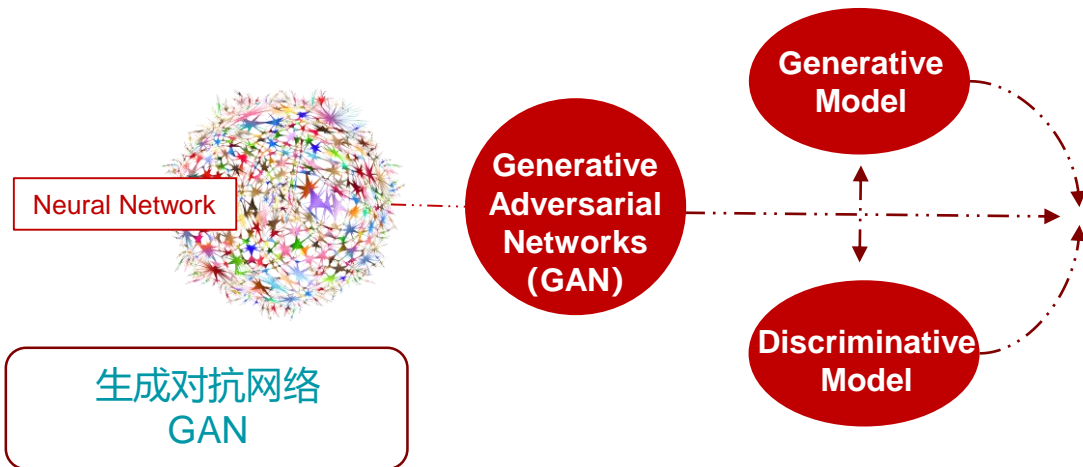 Neural Network
Generative
Adversarial
Networks
（GAN）
Generative
Model
Discriminative
Model
生成对抗网络
GAN